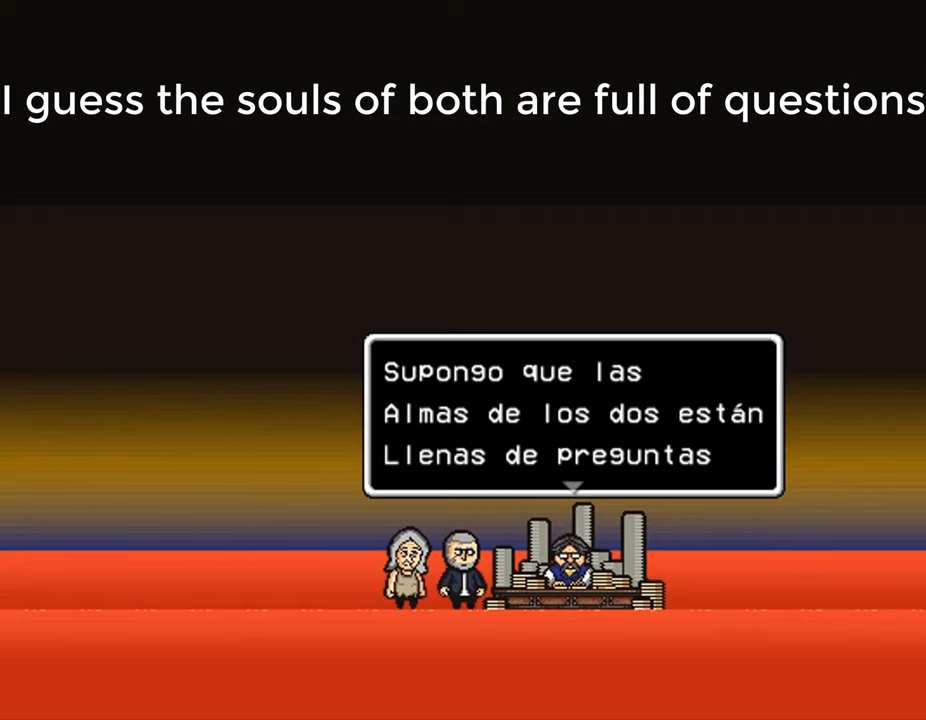 I guess the souls of both are full of questions
Supongo que las
Almas de los dos están
Llenas de preguntas